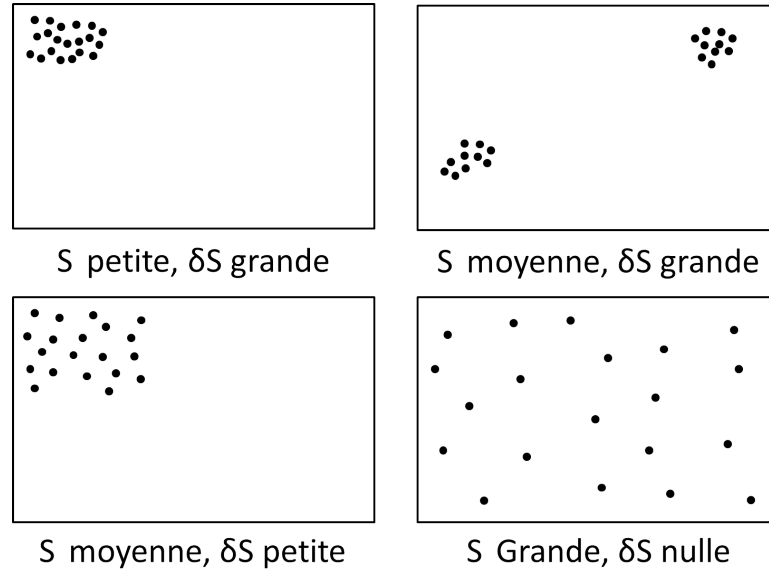 S petite, δS grande
S moyenne, δS grande
S moyenne, δS petite
S Grande, δS nulle